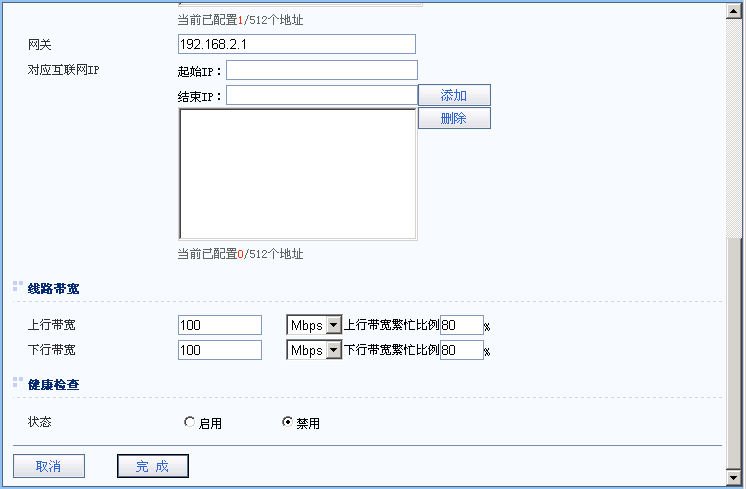 当前已配置1/512个地址
网关 192.168.2.1
对应互联网IP 起始IP：
结束IP： 添加
删除
当前已配置0/512个地址
线路带宽
上行带宽 100 Mbps 上行带宽繁忙比例 80 %
下行带宽 100 Mbps 下行带宽繁忙比例 80 %
健康检查
状态 启用 禁用
取消 完 成